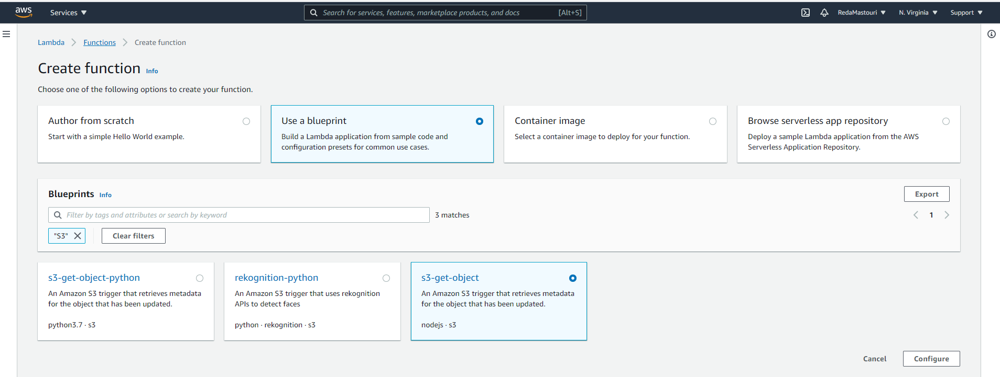 aws Services Search for services, features, marketplace products, and docs [Alt+S] RedaMastouri N. Virginia Support
Lambda Functions Create function
Create function Info
Choose one of the following options to create your function.
Author from scratch
Start with a simple Hello World example.
Use a blueprint
Build a Lambda application from sample code and
configuration presets for common use cases.
Container image
Select a container image to deploy for your function.
Browse serverless app repository
Deploy a sample Lambda application from the AWS
Serverless Application Repository.
Blueprints Info
Export
Filter by tags and attributes or search by keyword
3 matches
1
"S3"
Clear filters
s3-get-object-python
An Amazon S3 trigger that retrieves metadata
for the object that has been updated.
python3.7 · s3
rekognition-python
An Amazon S3 trigger that uses rekognition
APIs to detect faces
python · rekognition · s3
s3-get-object
An Amazon S3 trigger that retrieves metadata
for the object that has been updated.
nodejs · s3
Cancel
Configure